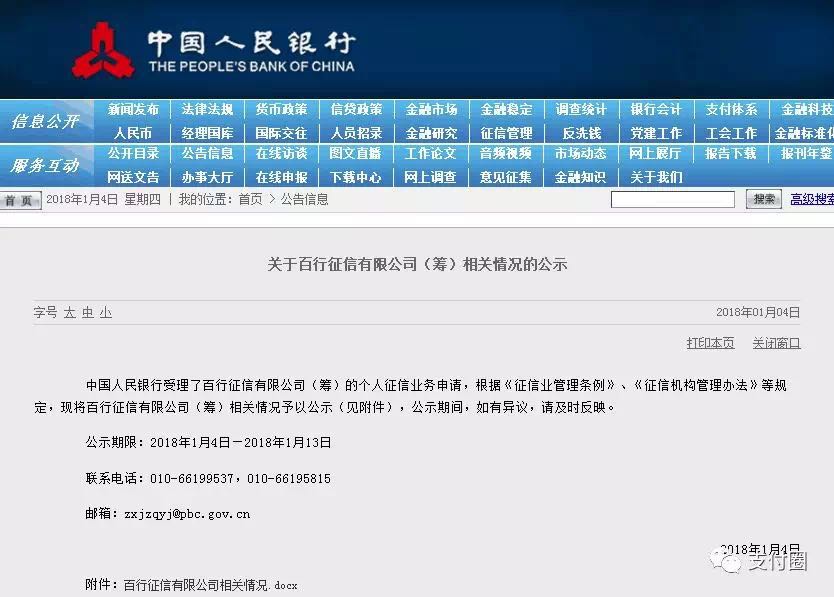 中国人民银行
THE PEOPLE'S BANK OF CHINA
信息公开
新闻发布 法律法规 货币政策 信贷政策 金融市场 金融稳定 调查统计 银行会计 支付体系 金融科技
人民币 经理国库 国际交往 人员招录 金融研究 征信管理 反洗钱 党建工作 工会工作 金融标准化
服务互动
公开目录 公告信息 在线访谈 图文直播 工作论文 音频视频 市场动态 网上展厅 报告下载 报刊年鉴
网送文告 办事大厅 在线申报 下载中心 网上调查 意见征集 金融知识 关于我们
首 页 2018年1月4日 星期四 | 我的位置：首页 > 公告信息 搜索 高级搜索
关于百行征信有限公司（筹）相关情况的公示
字号 大 中 小 2018年01月04日
打印本页 关闭窗口
中国人民银行受理了百行征信有限公司（筹）的个人征信业务申请，根据《征信业管理条例》、《征信机构管理办法》等规
定，现将百行征信有限公司（筹）相关情况予以公示（见附件），公示期间，如有异议，请及时反映。
公示期限：2018年1月4日－2018年1月13日
联系电话：010-66199537，010-66195815
邮箱：zxjzqyj@pbc.gov.cn
2018年1月4日
支付圈
附件：百行征信有限公司相关情况.docx